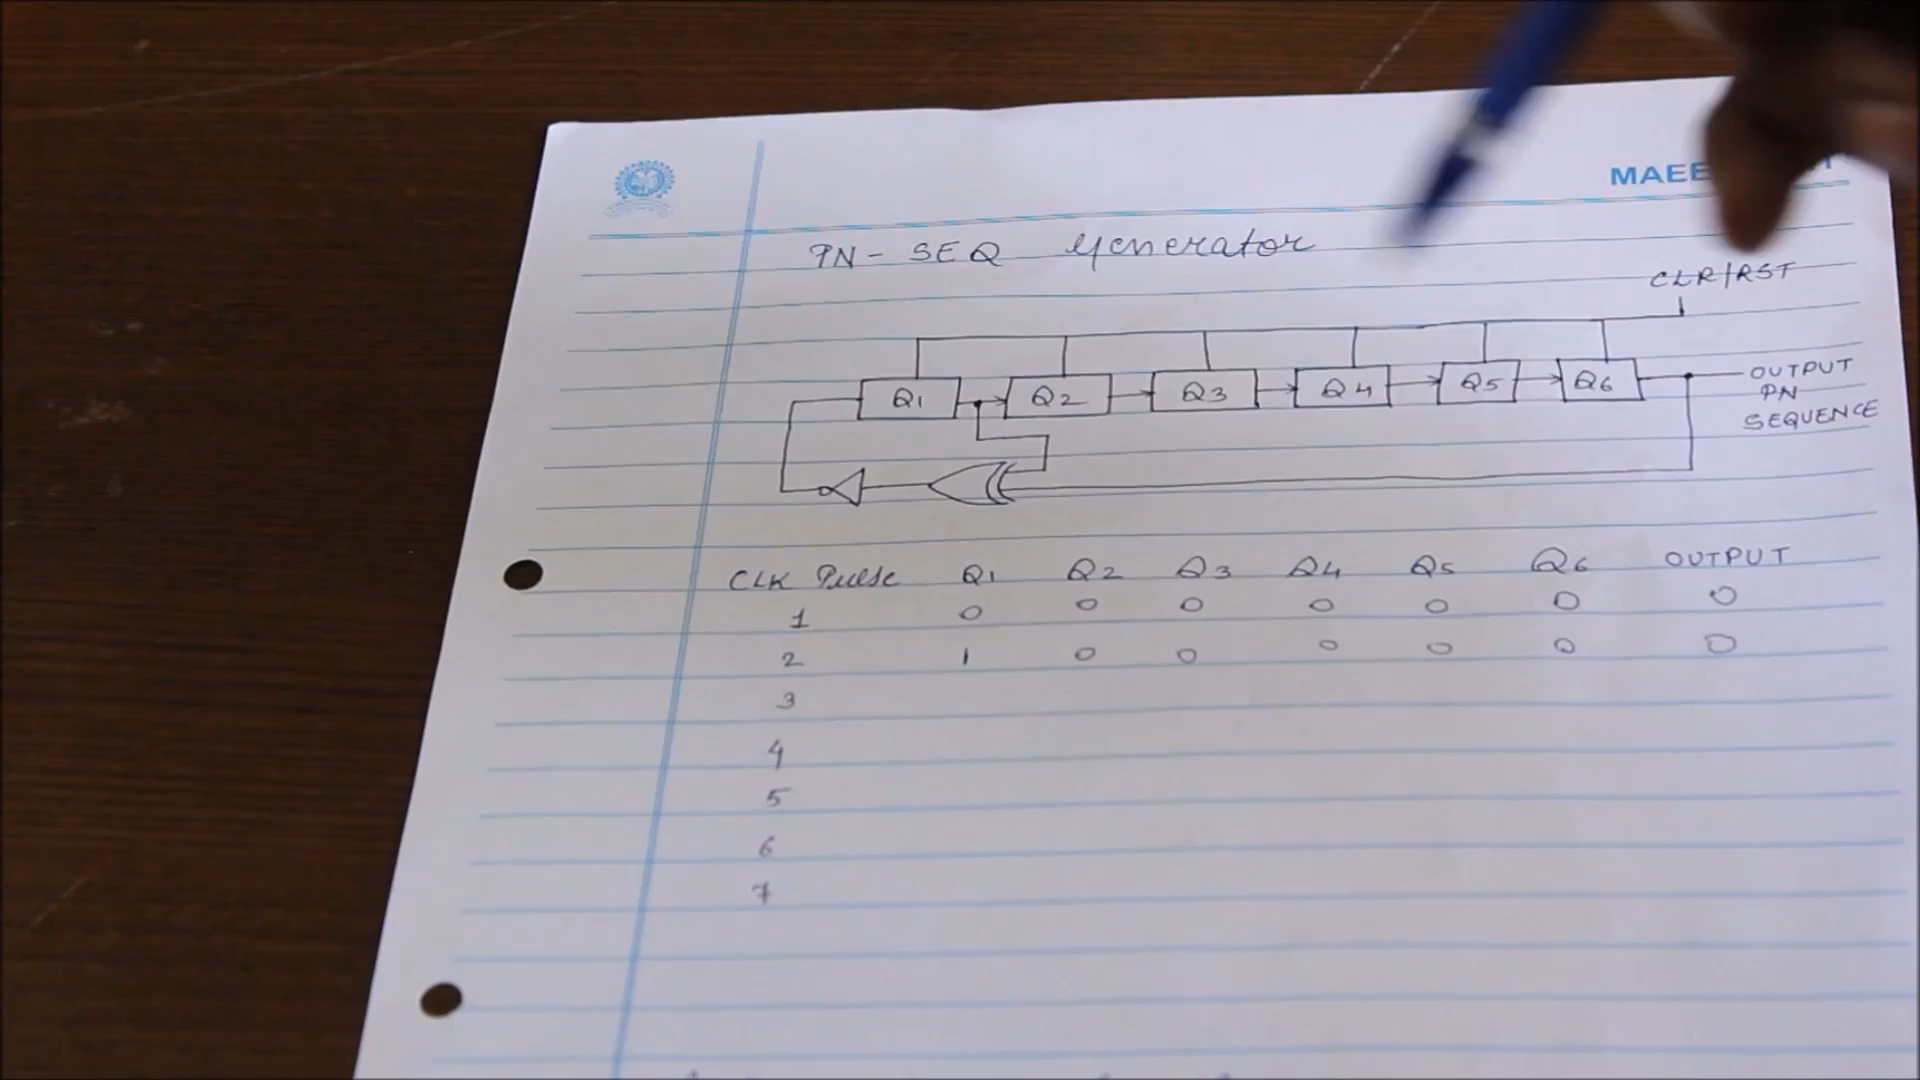 MAEE
PN - SEQ Generator
CLR/RST
Q1 Q2 Q3 Q4 Q5 Q6
OUTPUT
PN
SEQUENCE
CLK Pulse Q1 Q2 Q3 Q4 Q5 Q6 OUTPUT
1 0 0 0 0 0 0 0
2 1 0 0 0 0 0 0
3
4
5
6
7